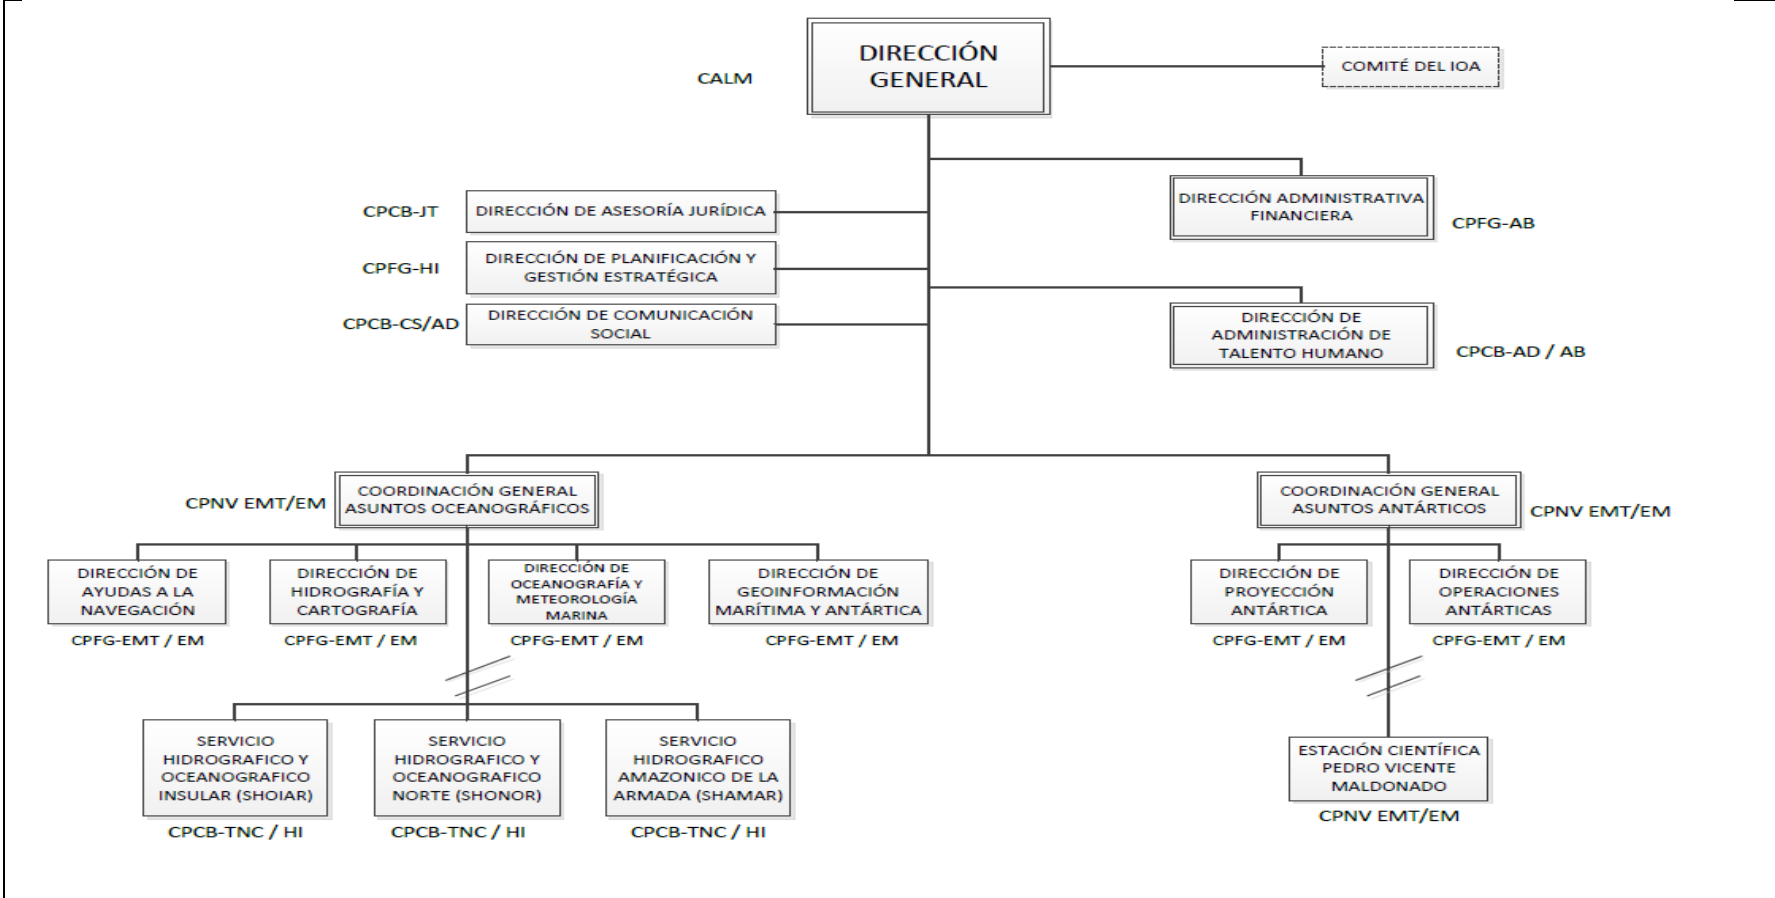 DIRECCIÓN
GENERAL
CALM
COMITÉ DEL IOA
DIRECCIÓN ADMINISTRATIVA
FINANCIERA
CPFG-AB
CPCB-JT
DIRECCIÓN DE ASESORÍA JURÍDICA
CPFG-HI
DIRECCIÓN DE PLANIFICACIÓN Y
GESTIÓN ESTRATÉGICA
CPCB-CS/AD
DIRECCIÓN DE COMUNICACIÓN
SOCIAL
DIRECCIÓN DE
ADMINISTRACIÓN DE
TALENTO HUMANO
CPCB-AD / AB
CPNV EMT/EM
COORDINACIÓN GENERAL
ASUNTOS OCEANOGRÁFICOS
COORDINACIÓN GENERAL
ASUNTOS ANTÁRTICOS
CPNV EMT/EM
DIRECCIÓN DE
AYUDAS A LA
NAVEGACIÓN
CPFG-EMT / EM
DIRECCIÓN DE
HIDROGRAFÍA Y
CARTOGRAFÍA
CPFG-EMT / EM
DIRECCIÓN DE
OCEANOGRAFÍA Y
METEOROLOGÍA
MARINA
CPFG-EMT / EM
DIRECCIÓN DE
GEOINFORMACIÓN
MARÍTIMA Y ANTÁRTICA
CPFG-EMT / EM
DIRECCIÓN DE
PROYECCIÓN
ANTÁRTICA
CPFG-EMT / EM
DIRECCIÓN DE
OPERACIONES
ANTÁRTICAS
CPFG-EMT / EM
SERVICIO
HIDROGRAFICO Y
OCEANOGRAFICO
INSULAR (SHOIAR)
CPCB-TNC / HI
SERVICIO
HIDROGRAFICO Y
OCEANOGRAFICO
NORTE (SHONOR)
CPCB-TNC / HI
SERVICIO
HIDROGRAFICO
AMAZONICO DE LA
ARMADA (SHAMAR)
CPCB-TNC / HI
ESTACIÓN CIENTÍFICA
PEDRO VICENTE
MALDONADO
CPNV EMT/EM